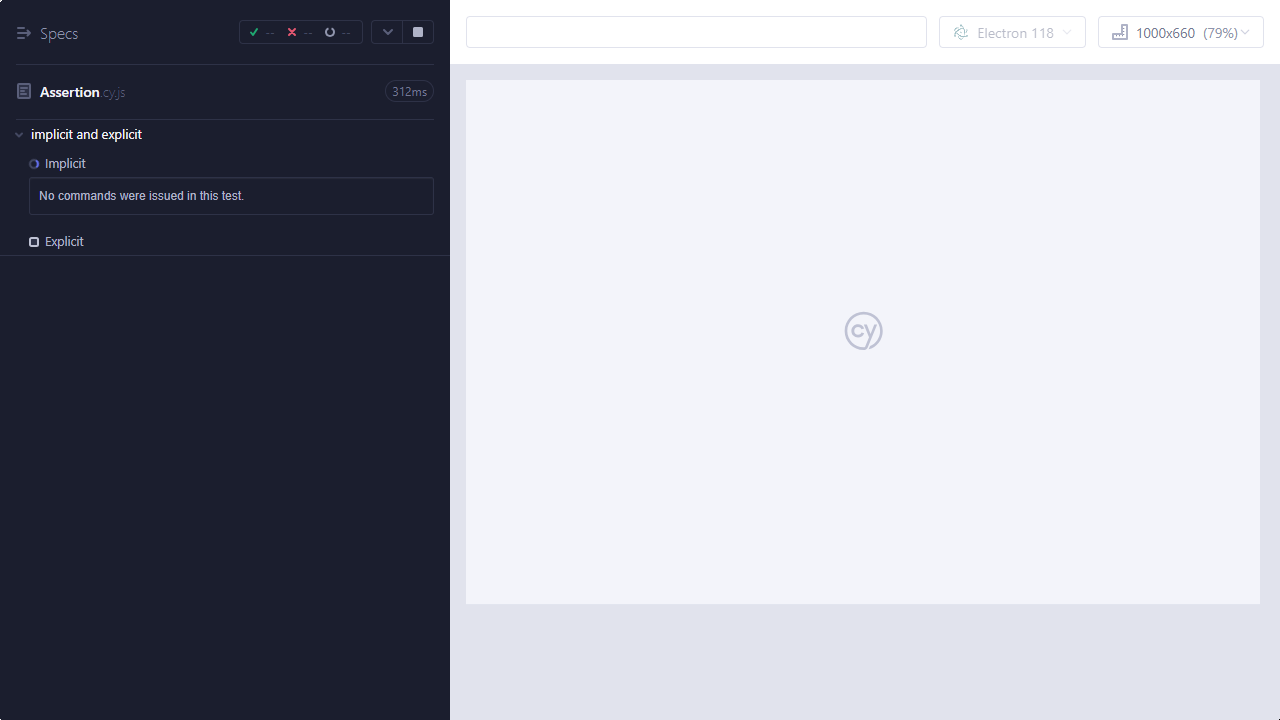 Specs
-- -- --
Electron 118
1000x660 (79%)
Assertion.cy.js
312ms
implicit and explicit
Implicit
No commands were issued in this test.
Explicit
cy